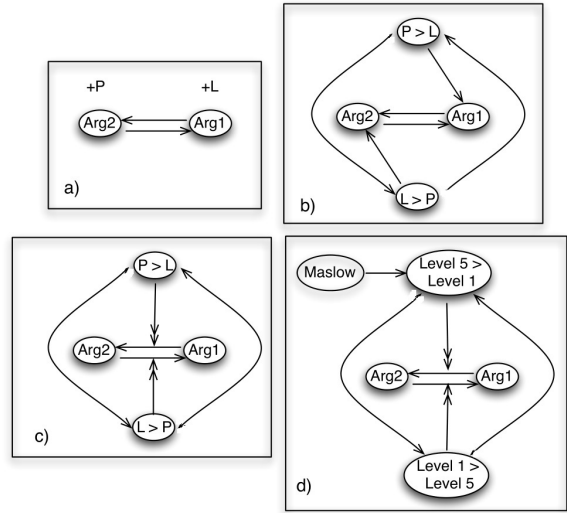 +P +L
Arg2 Arg1
a)
P > L
Arg2 Arg1
L > P
b)
P > L
Arg2 Arg1
L > P
c)
Maslow
Level 5 >
Level 1
Arg2 Arg1
Level 1 >
Level 5
d)